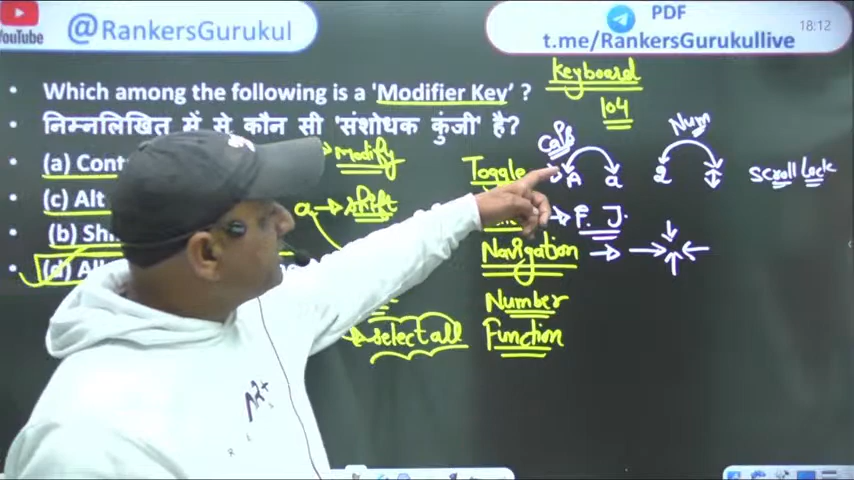 YouTube
@RankersGurukul
PDF
t.me/RankersGurukullive
18:12
Which among the following is a 'Modifier Key' ?
निम्नलिखित में से कौन सी 'संशोधक कुंजी' है?
(a) Cont
(c) Alt
(b) Sh
(d) All
Keyboard
104
Modify
a → shift
select all
Toggle
Caps
A a
Num
2
Scroll Lock
→ F. J.
Navigation →
Number
Function